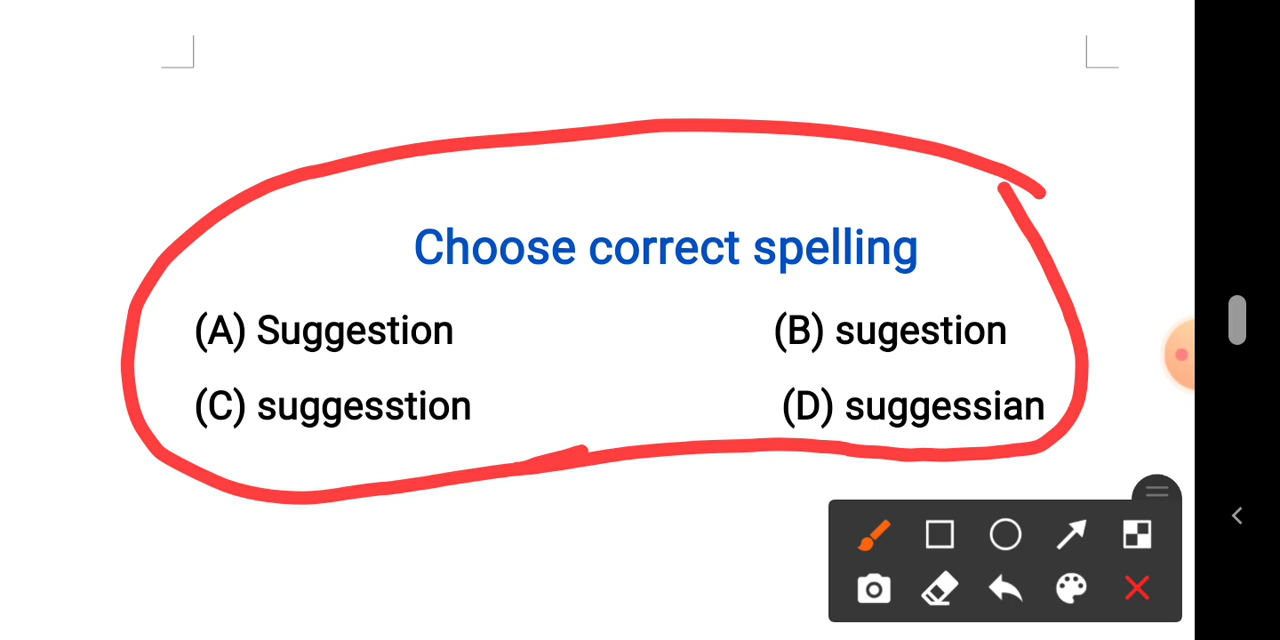 Choose correct spelling
(A) Suggestion (B) sugestion
(C) suggesstion (D) suggessian